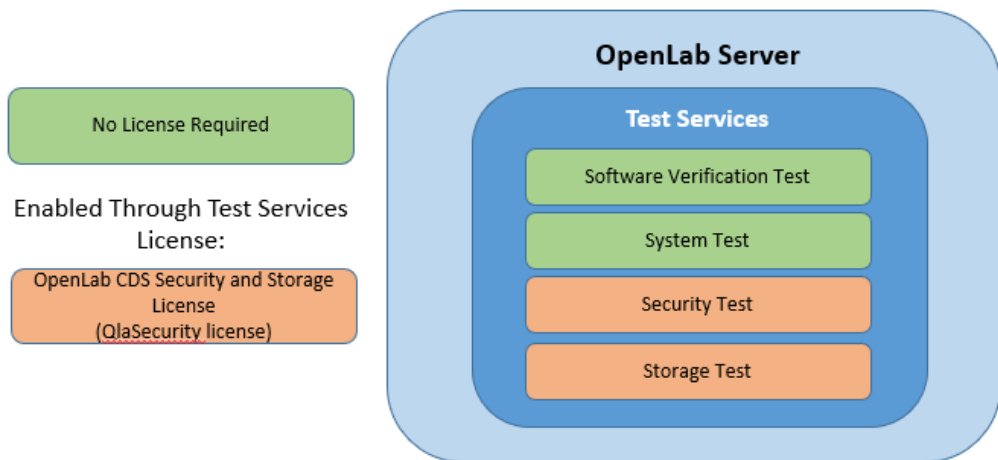 No License Required
Enabled Through Test Services
License:
OpenLab CDS Security and Storage
License
(QlaSecurity license)
OpenLab Server
Test Services
Software Verification Test
System Test
Security Test
Storage Test